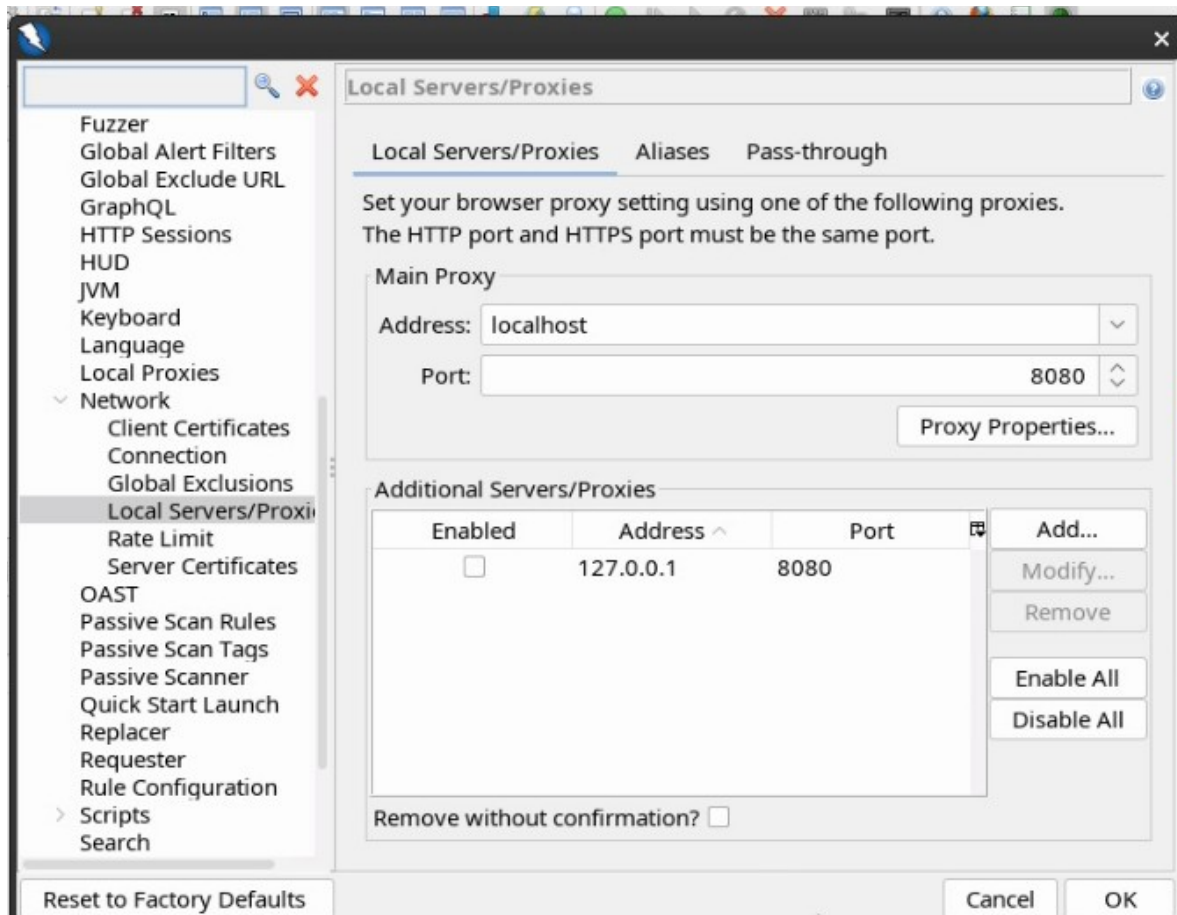 Fuzzer
Global Alert Filters
Global Exclude URL
GraphQL
HTTP Sessions
HUD
JVM
Keyboard
Language
Local Proxies
Network
Client Certificates
Connection
Global Exclusions
Local Servers/Proxi
Rate Limit
Server Certificates
OAST
Passive Scan Rules
Passive Scan Tags
Passive Scanner
Quick Start Launch
Replacer
Requester
Rule Configuration
Scripts
Search
Local Servers/Proxies
Local Servers/Proxies Aliases Pass-through
Set your browser proxy setting using one of the following proxies.
The HTTP port and HTTPS port must be the same port.
Main Proxy
Address: localhost
Port: 8080
Proxy Properties...
Additional Servers/Proxies
Enabled Address Port
127.0.0.1 8080
Add...
Modify...
Remove
Enable All
Disable All
Remove without confirmation?
Reset to Factory Defaults Cancel OK